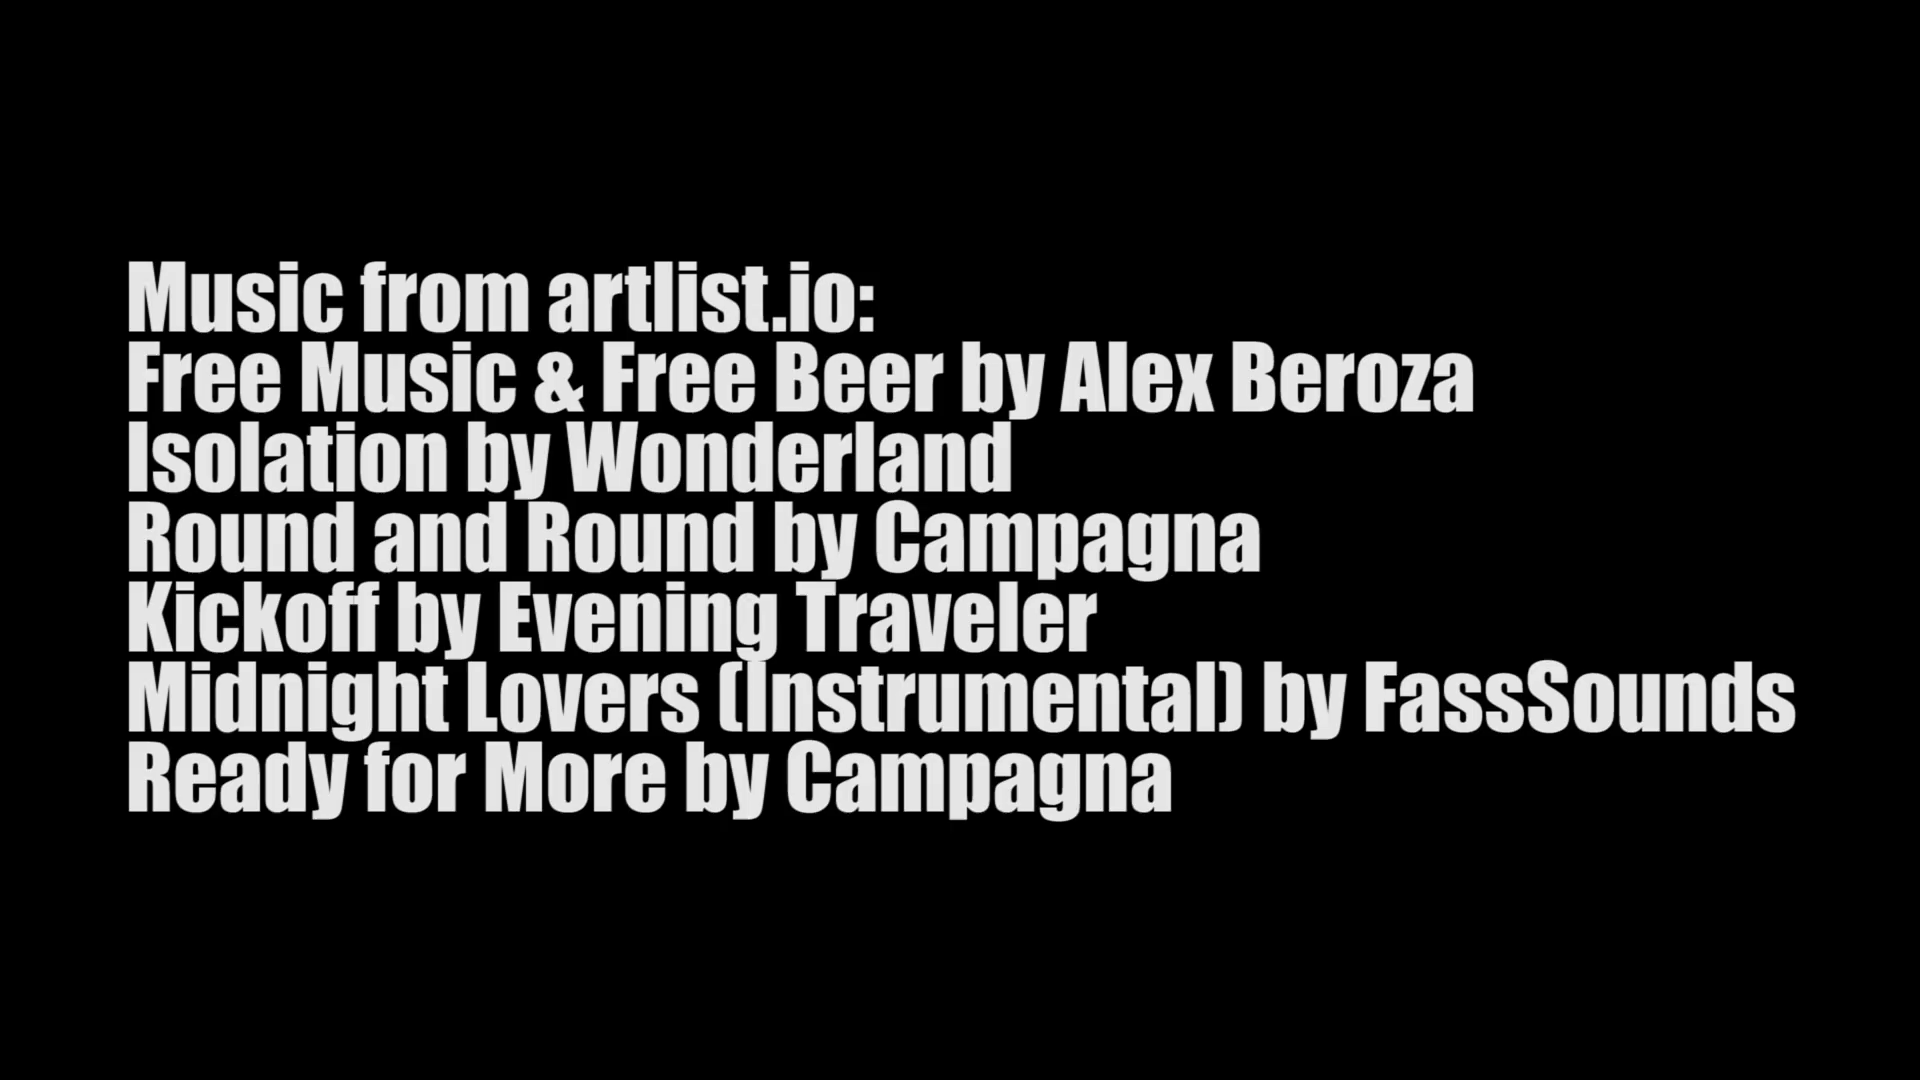 Music from artlist.io:
Free Music & Free Beer by Alex Beroza
Isolation by Wonderland
Round and Round by Campagna
Kickoff by Evening Traveler
Midnight Lovers (Instrumental) by FassSounds
Ready for More by Campagna